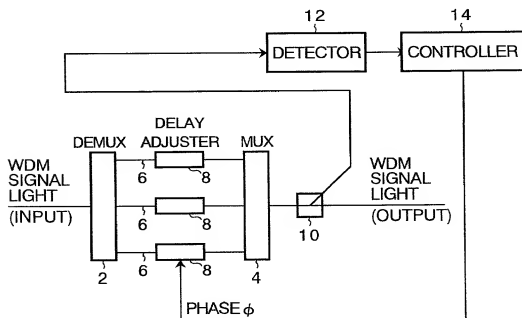 12
14
DETECTOR
CONTROLLER
DELAY
DEMUX ADJUSTER MUX
WDM
SIGNAL
LIGHT
(INPUT)
6
8
6
8
6
8
2
4
10
WDM
SIGNAL
LIGHT
(OUTPUT)
PHASE ϕ